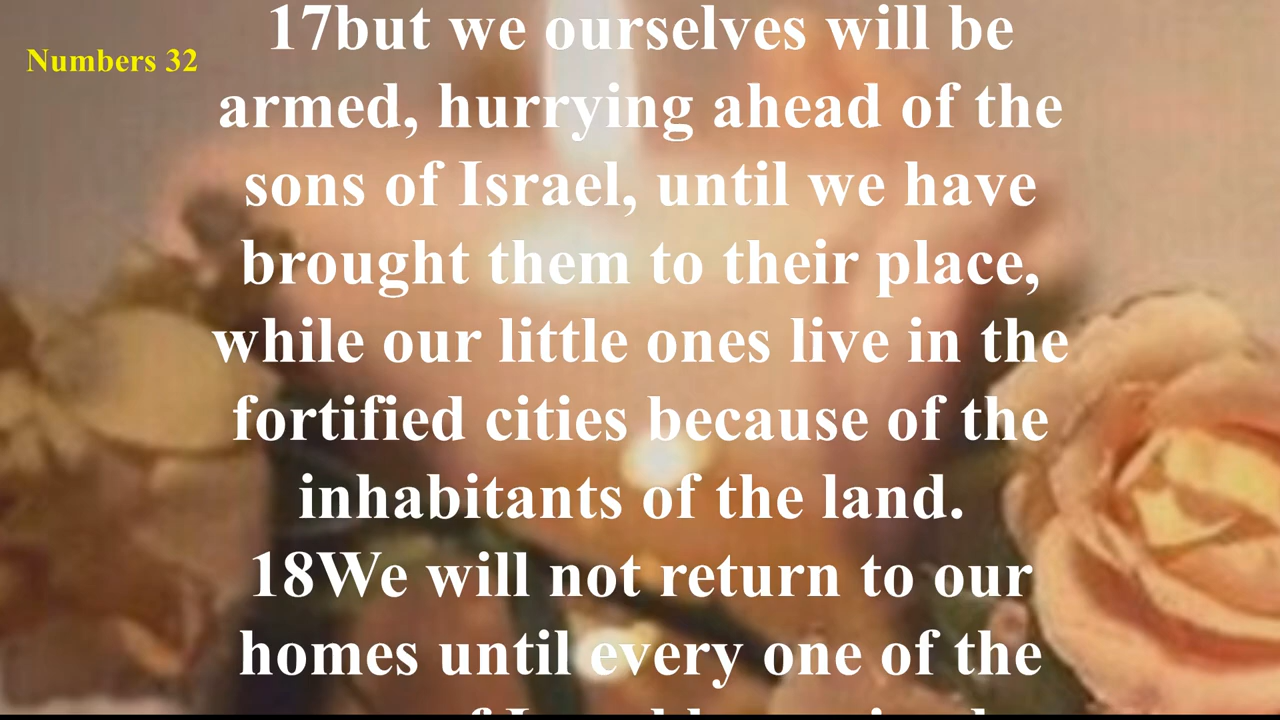 Numbers 32
17but we ourselves will be
armed, hurrying ahead of the
sons of Israel, until we have
brought them to their place,
while our little ones live in the
fortified cities because of the
inhabitants of the land.
18We will not return to our
homes until every one of the